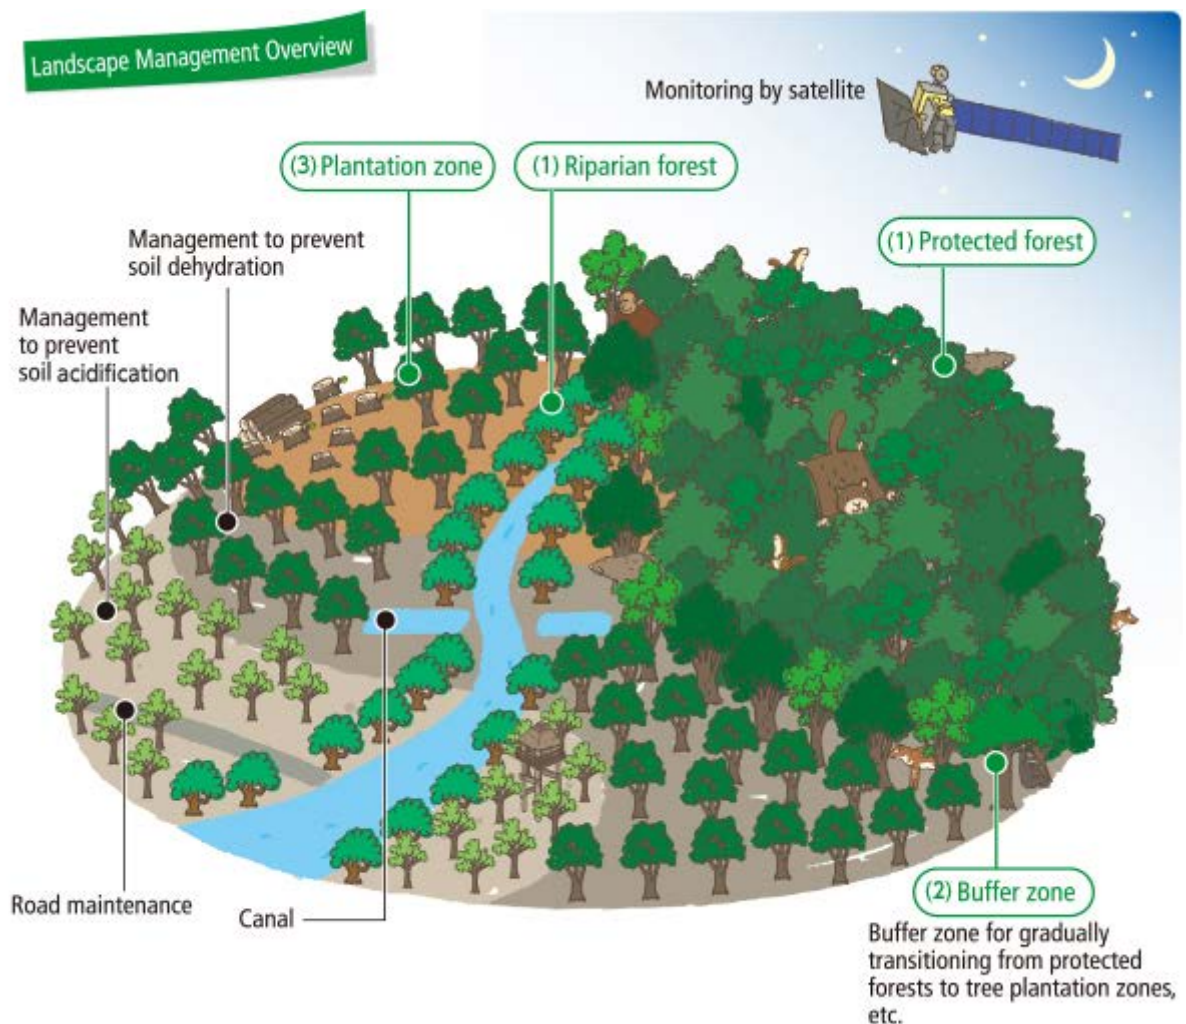 Landscape Management Overview
Monitoring by satellite
(3) Plantation zone
(1) Riparian forest
(1) Protected forest
Management to prevent
soil dehydration
Management
to prevent
soil acidification
Road maintenance
Canal
(2) Buffer zone
Buffer zone for gradually
transitioning from protected
forests to tree plantation zones,
etc.